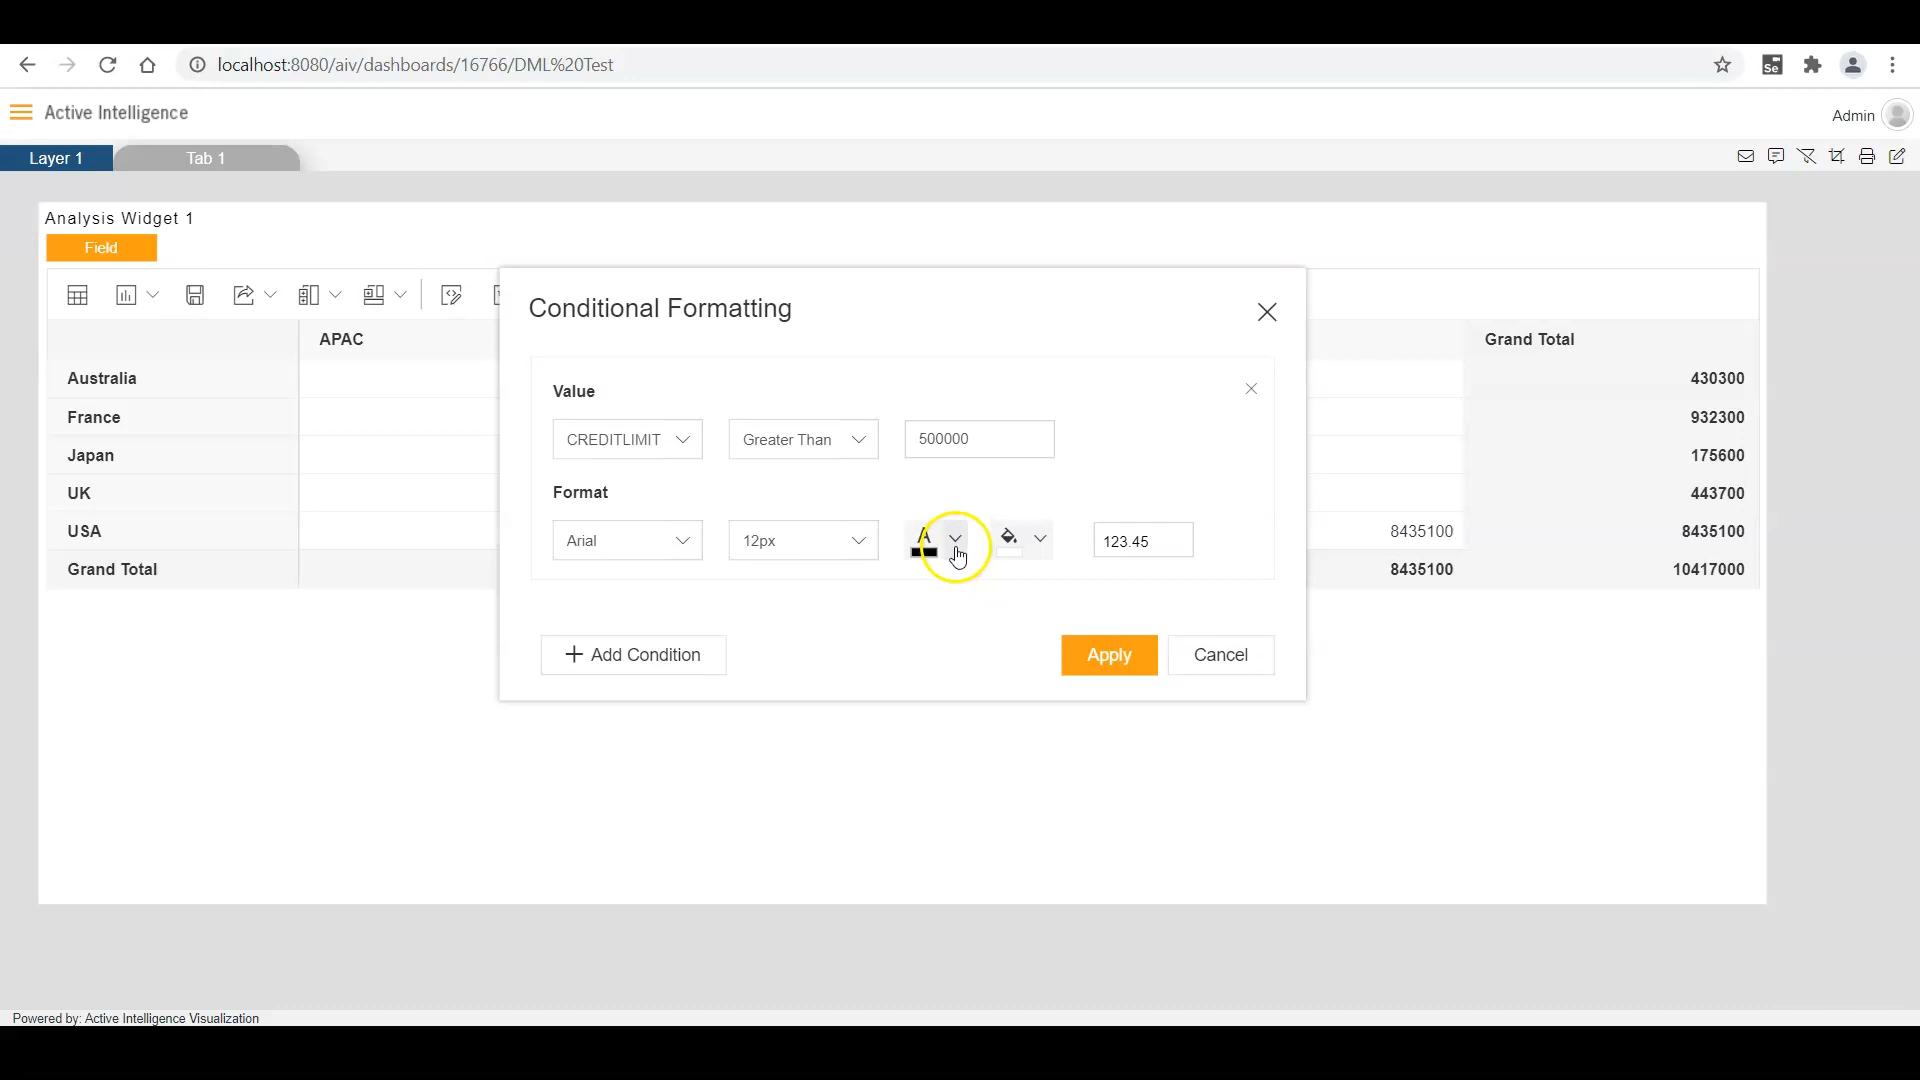 localhost:8080/aiv/dashboards/16766/DML%20Test
Se
Active Intelligence
Admin
Layer 1
Tab 1
Analysis Widget 1
Field
Conditional Formatting
APAC
Grand Total
Australia
430300
France
932300
Japan
175600
UK
443700
USA
8435100
8435100
Grand Total
8435100
10417000
Value
CREDITLIMIT
Greater Than
500000
Format
Arial
12px
A
123.45
Add Condition
Apply
Cancel
Powered by: Active Intelligence Visualization